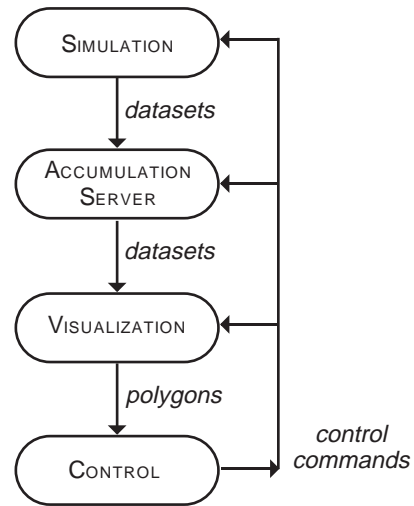 SIMULATION
datasets
ACCUMULATION
SERVER
datasets
VISUALIZATION
polygons
CONTROL
control
commands